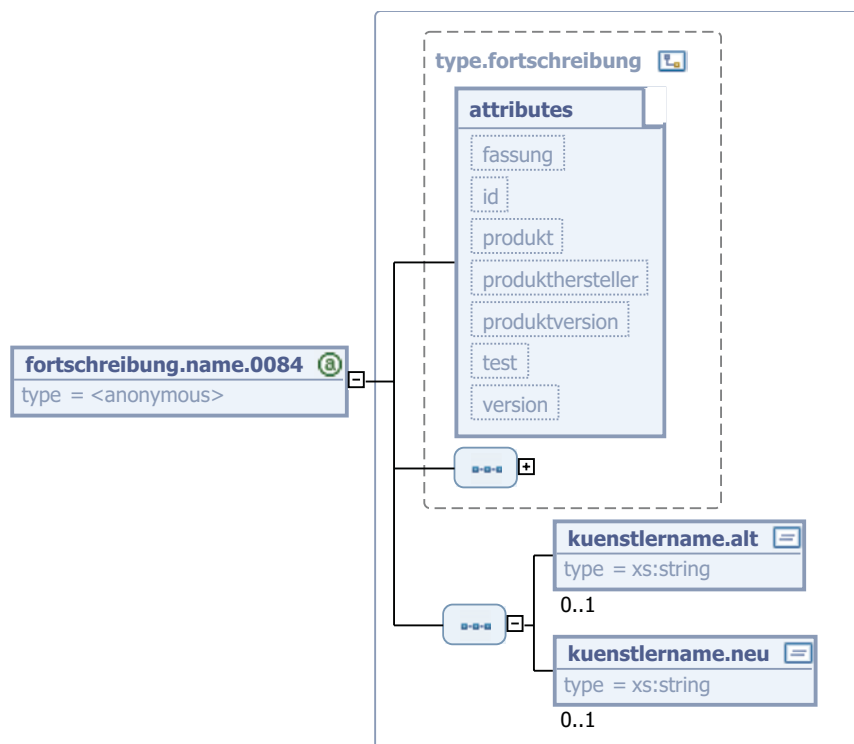 type.fortschreibung
attributes
fassung
id
produkt
produkthersteller
produktversion
test
version
fortschreibung.name.0084 @
type = <anonymous>
kuenstlername.alt
type = xs:string
0..1
kuenstlername.neu
type = xs:string
0..1